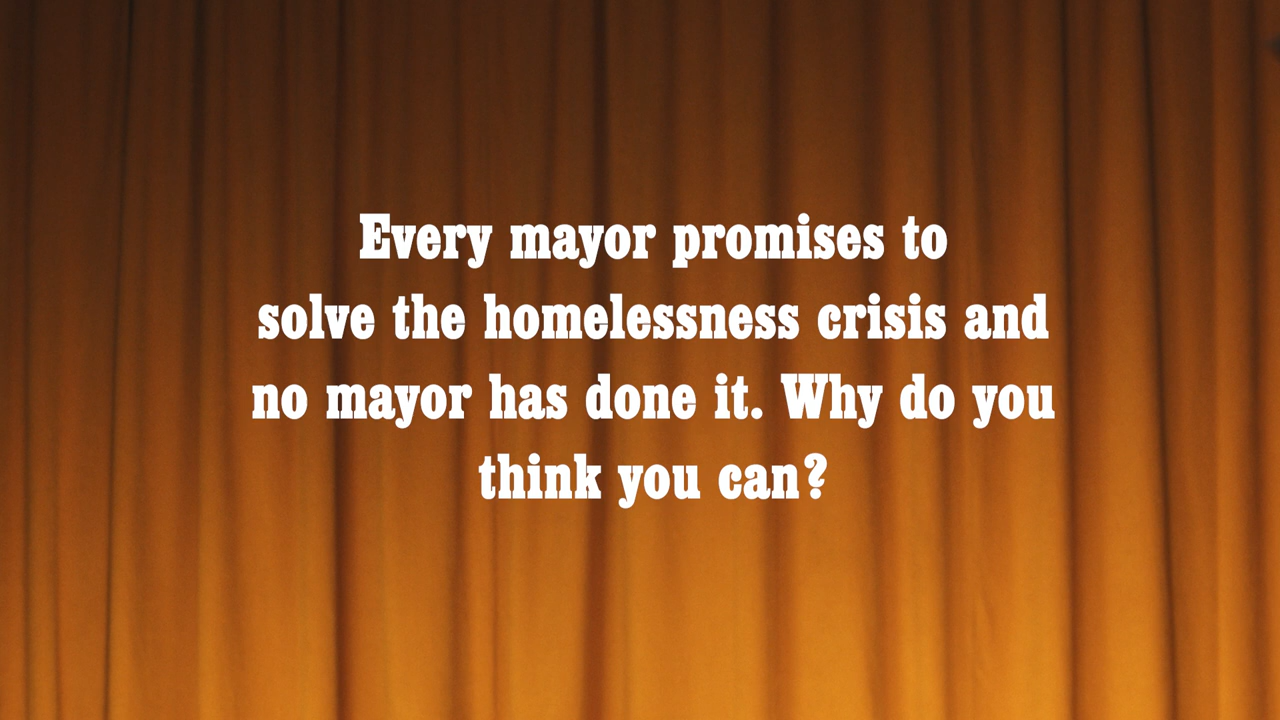 Every mayor promises to
solve the homelessness crisis and
no mayor has done it. Why do you
think you can?